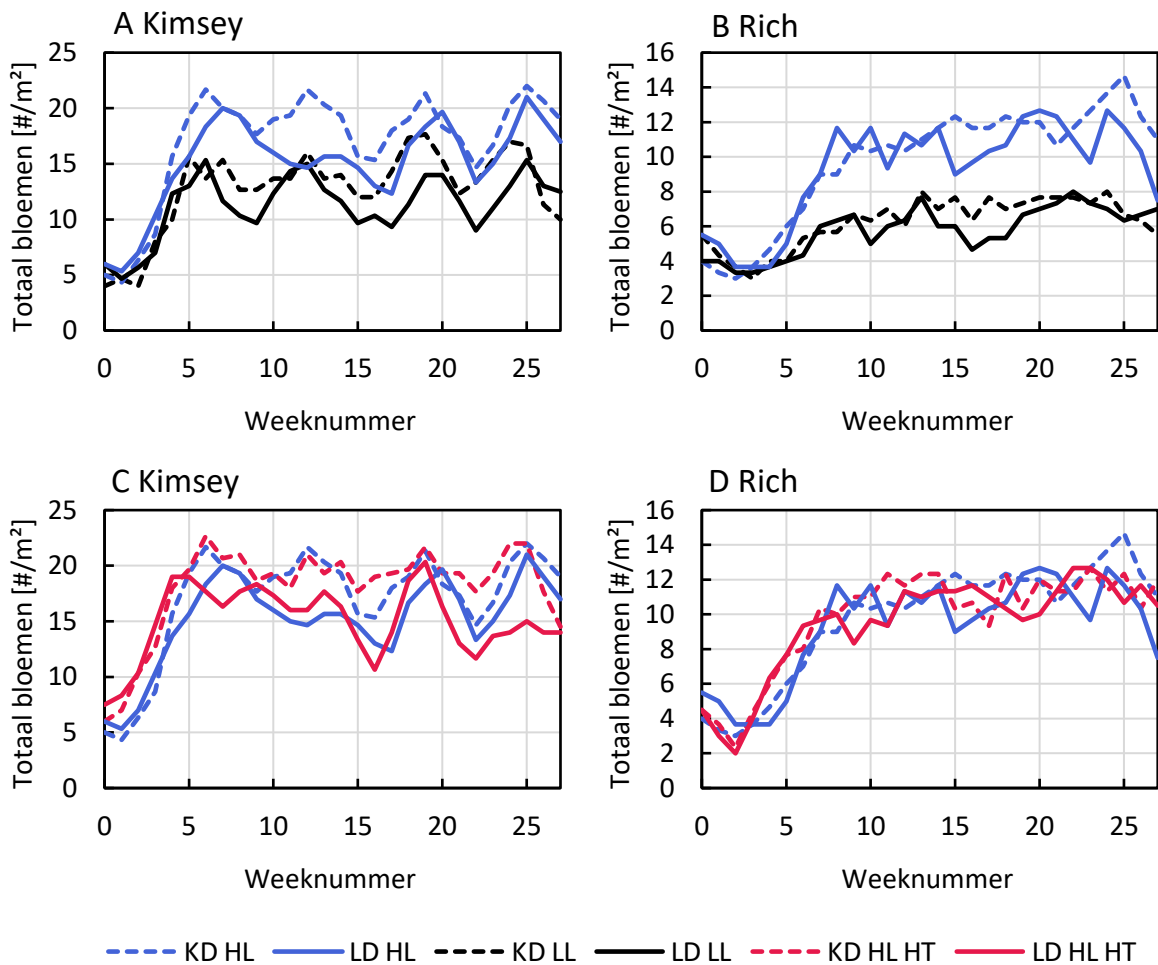 A Kimsey
B Rich
Totaal bloemen [#/m²]
25
20
15
10
5
0
0 5 10 15 20 25
Weeknummer
Totaal bloemen [#/m²]
16
14
12
10
8
6
4
2
0
0 5 10 15 20 25
Weeknummer
C Kimsey
D Rich
Totaal bloemen [#/m²]
25
20
15
10
5
0
0 5 10 15 20 25
Weeknummer
Totaal bloemen [#/m²]
16
14
12
10
8
6
4
2
0
0 5 10 15 20 25
Weeknummer
KD HL LD HL KD LL LD LL KD HL HT LD HL HT